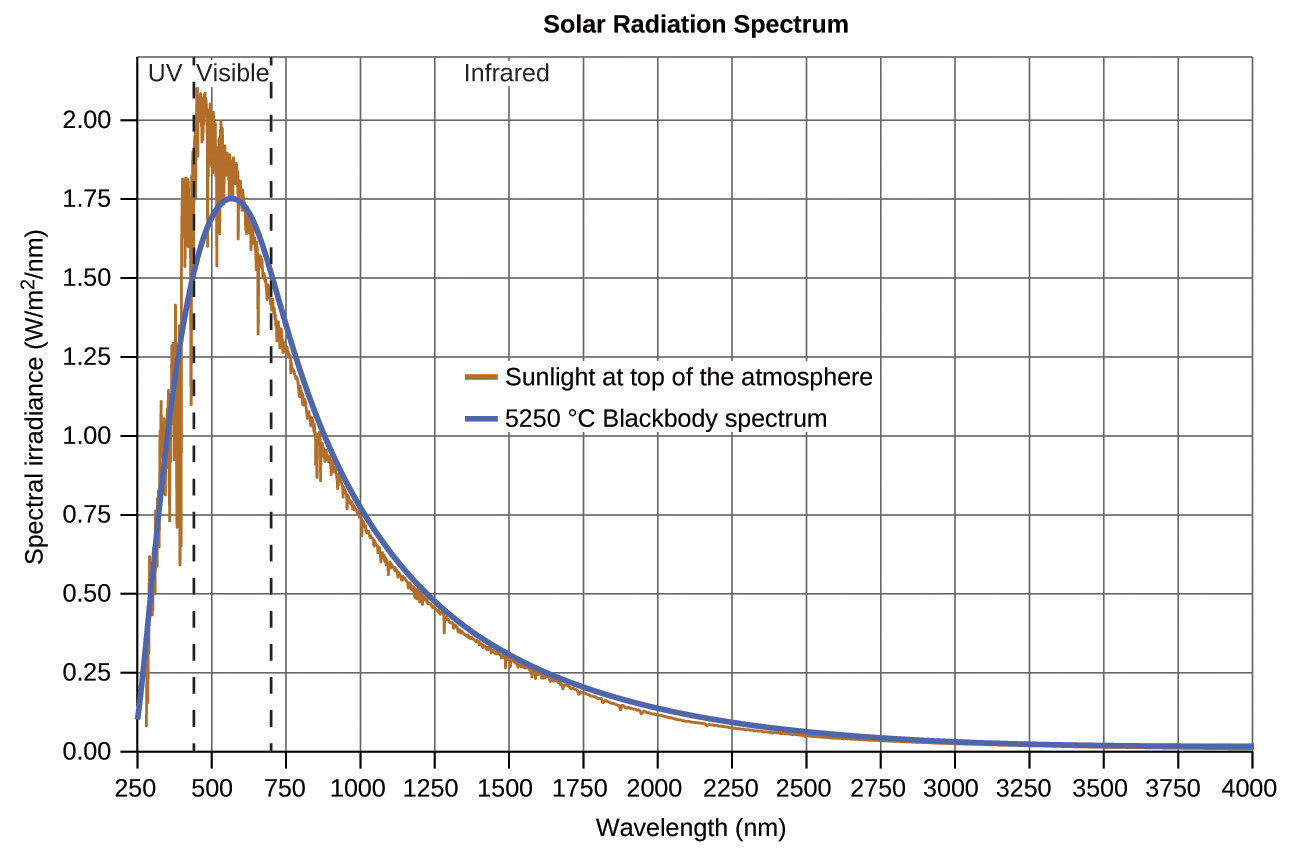 Solar Radiation Spectrum
UV Visible Infrared
2.00
1.75
1.50
1.25
1.00
0.75
0.50
0.25
0.00
Spectral irradiance (W/m²/nm)
Sunlight at top of the atmosphere
5250 °C Blackbody spectrum
250 500 750 1000 1250 1500 1750 2000 2250 2500 2750 3000 3250 3500 3750 4000
Wavelength (nm)